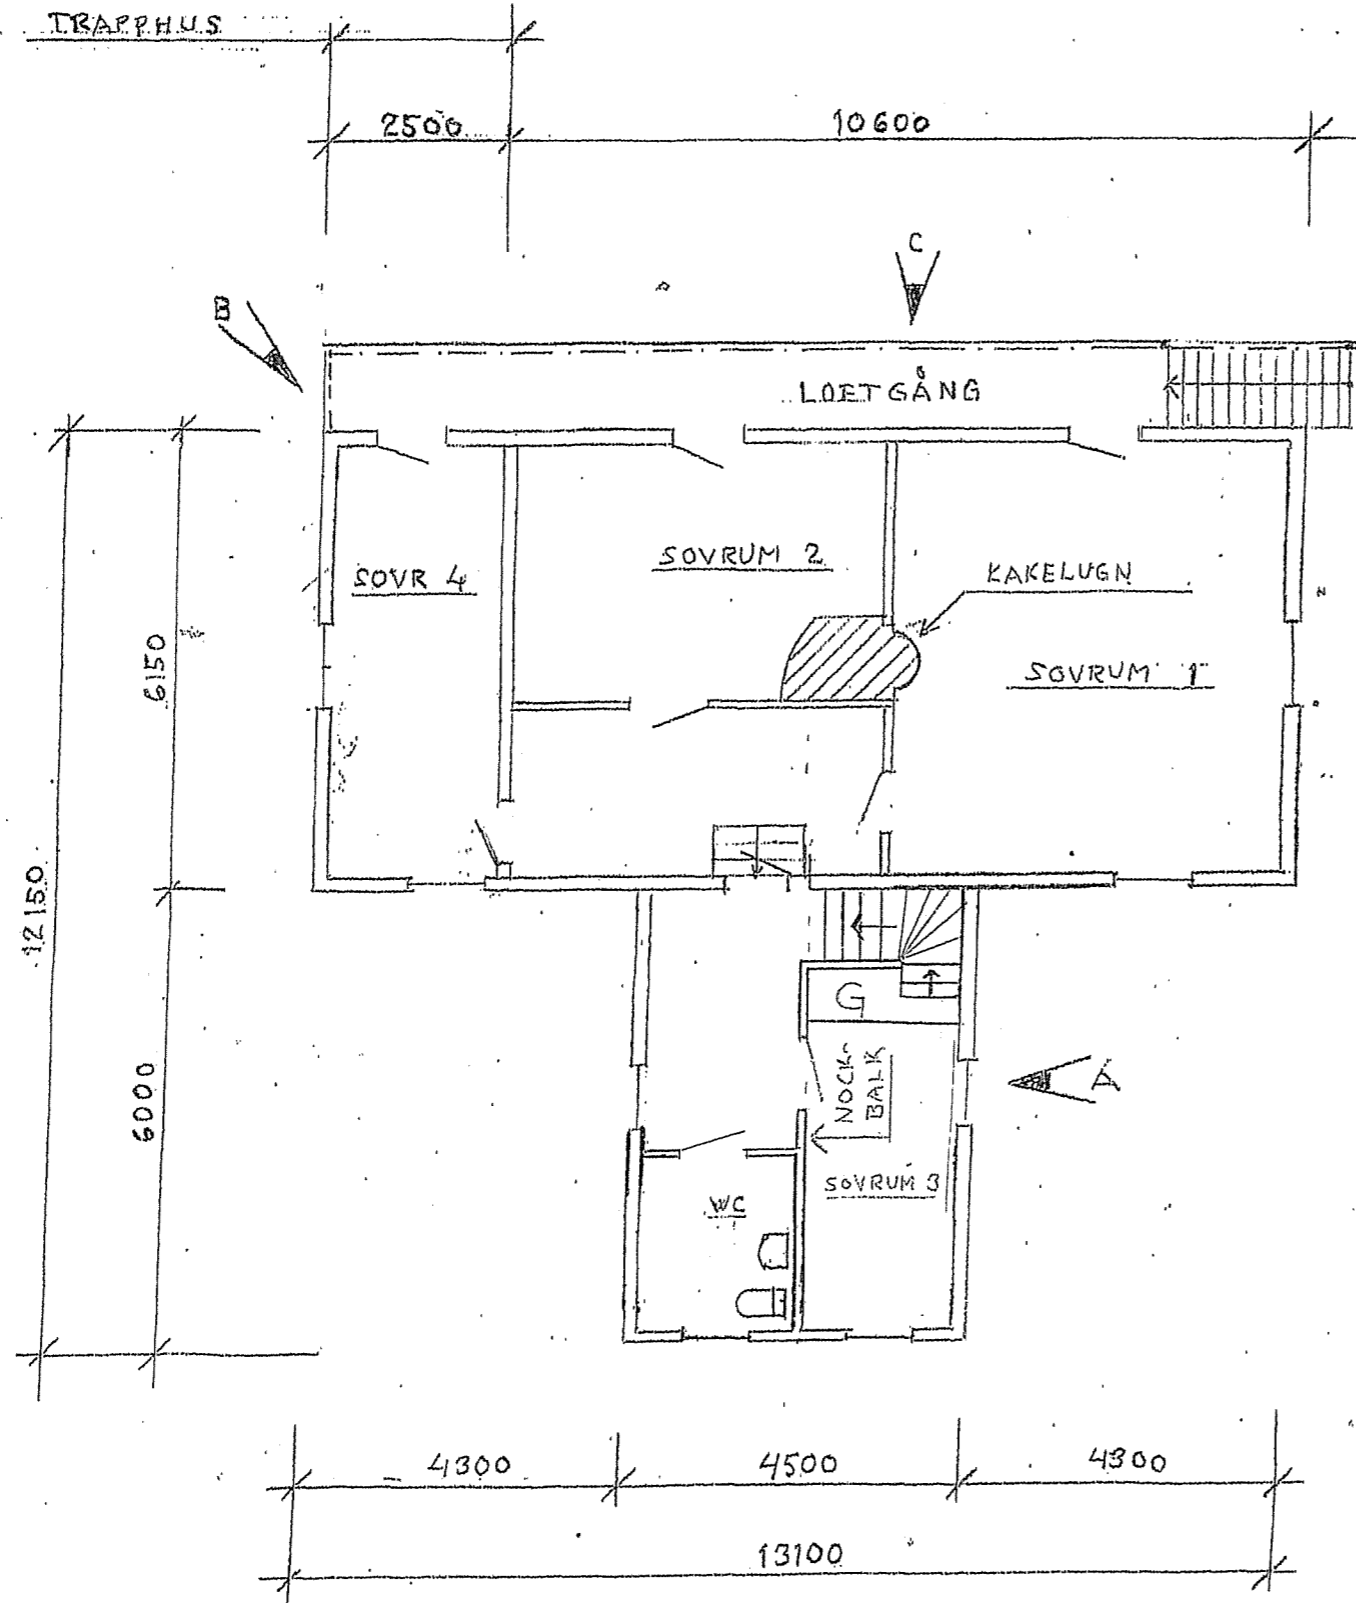 TRAPPHUS
2500
10600
C
B
LOFTGÅNG
SOVR 4
SOVRUM 2
KAKELUGN
SOVRUM 1
6150
12150
6000
G
NOCK-
BALK
A
SOVRUM 3
WC
4300
4500
4300
13100